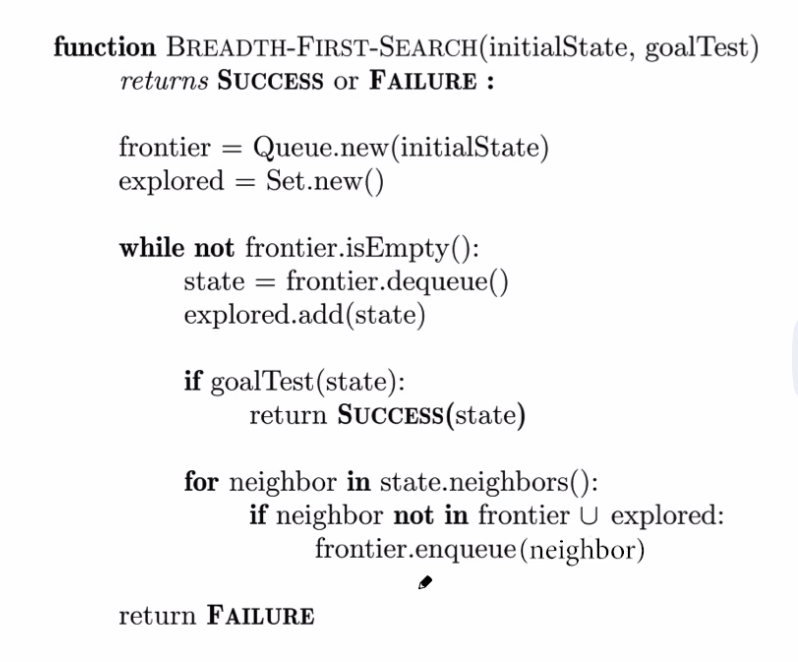 function BREADTH-FIRST-SEARCH(initialState, goalTest)
returns SUCCESS or FAILURE :
frontier = Queue.new(initialState)
explored = Set.new()
while not frontier.isEmpty():
state = frontier.dequeue()
explored.add(state)
if goalTest(state):
return SUCCESS(state)
for neighbor in state.neighbors():
if neighbor not in frontier ∪ explored:
frontier.enqueue(neighbor)
return FAILURE